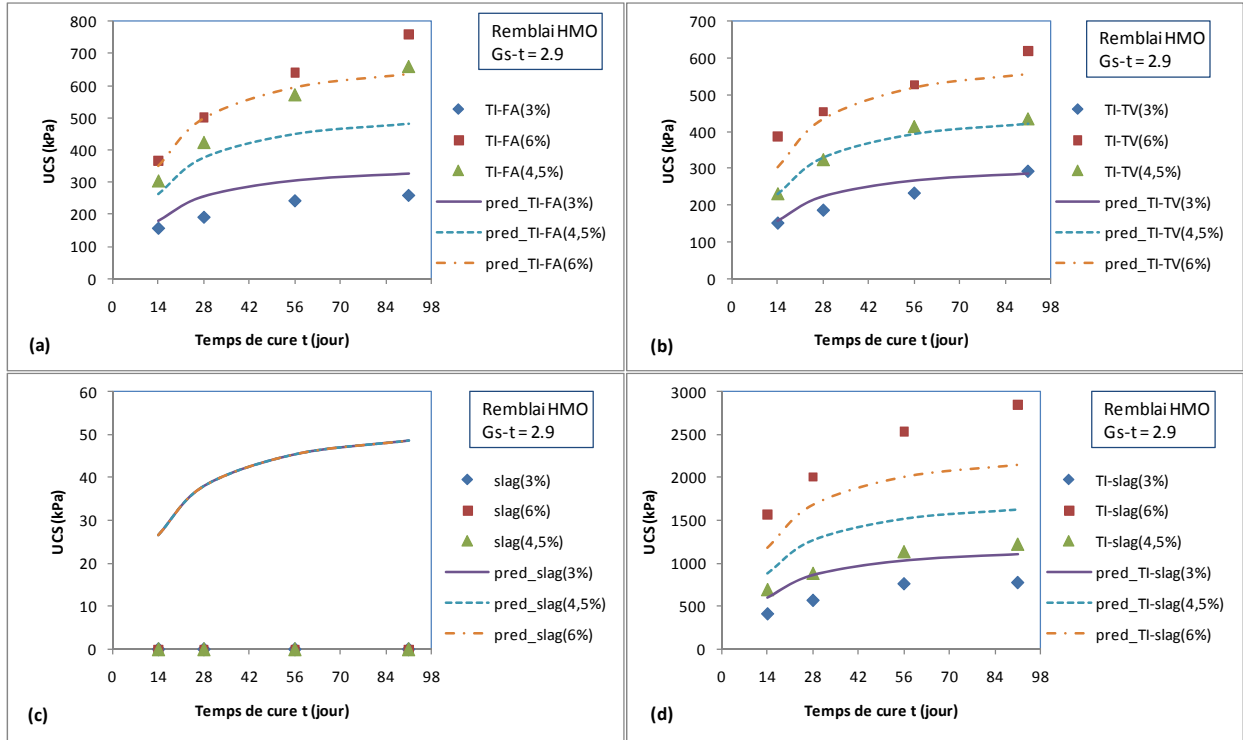 Remblai HMO
Gs-t = 2.9
UCS (kPa)
800
700
600
500
400
300
200
100
0
0 14 28 42 56 70 84 98
Temps de cure t (jour)
TI-FA(3%)
TI-FA(6%)
TI-FA(4,5%)
pred_TI-FA(3%)
pred_TI-FA(4,5%)
pred_TI-FA(6%)
(a)
Remblai HMO
Gs-t = 2.9
UCS (kPa)
700
600
500
400
300
200
100
0
0 14 28 42 56 70 84 98
Temps de cure t (jour)
TI-TV(3%)
TI-TV(6%)
TI-TV(4,5%)
pred_TI-TV(3%)
pred_TI-TV(4,5%)
pred_TI-TV(6%)
(b)
Remblai HMO
Gs-t = 2.9
UCS (kPa)
60
50
40
30
20
10
0
0 14 28 42 56 70 84 98
Temps de cure t (jour)
slag(3%)
slag(6%)
slag(4,5%)
pred_slag(3%)
pred_slag(4,5%)
pred_slag(6%)
(c)
Remblai HMO
Gs-t = 2.9
UCS (kPa)
3000
2500
2000
1500
1000
500
0
0 14 28 42 56 70 84 98
Temps de cure t (jour)
TI-slag(3%)
TI-slag(6%)
TI-slag(4,5%)
pred_TI-slag(3%)
pred_TI-slag(4,5%)
pred_TI-slag(6%)
(d)